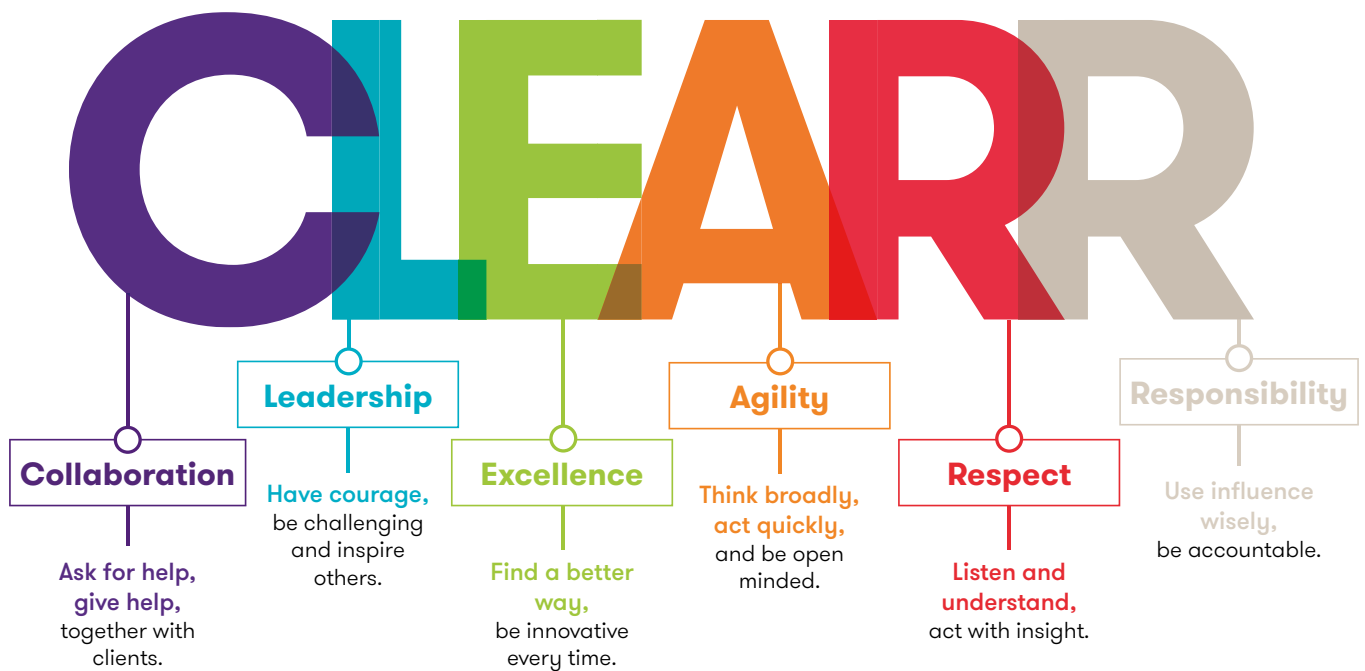 CLEARR
Collaboration
Ask for help,
give help,
together with
clients.
Leadership
Have courage,
be challenging
and inspire
others.
Excellence
Find a better
way,
be innovative
every time.
Agility
Think broadly,
act quickly,
and be open
minded.
Respect
Listen and
understand,
act with insight.
Responsibility
Use influence
wisely,
be accountable.